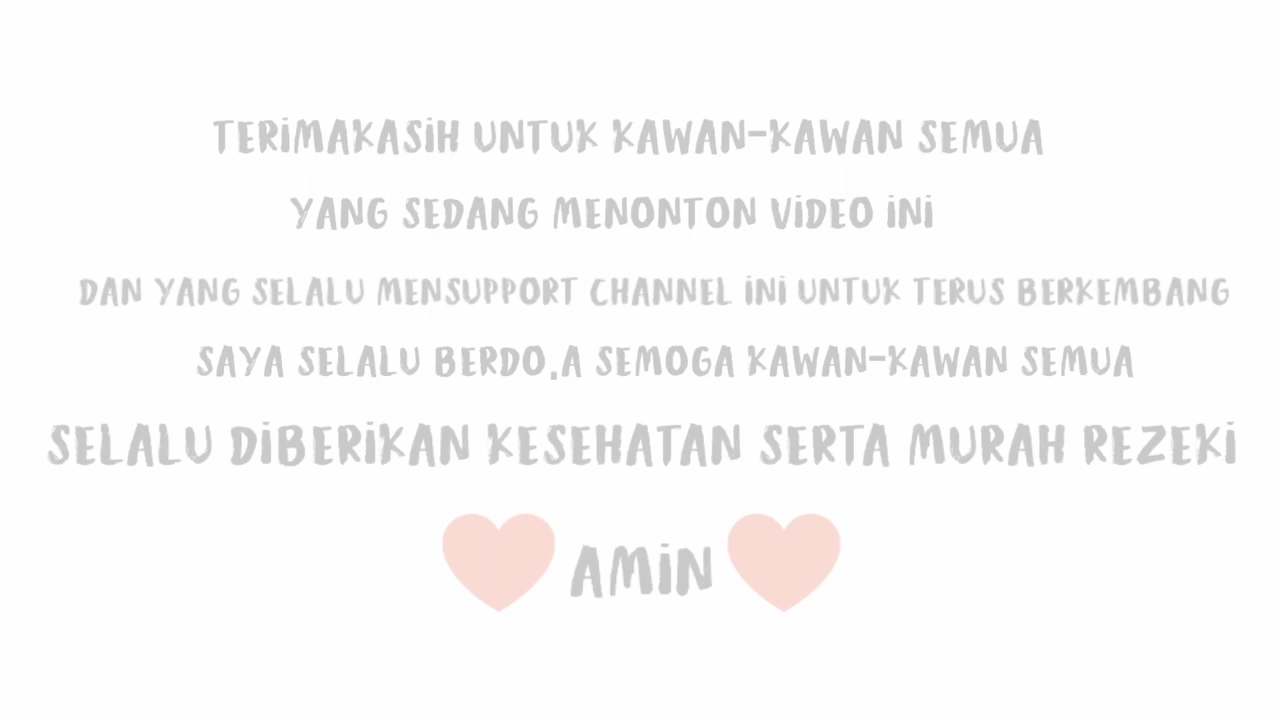 TERIMAKASIH UNTUK KAWAN-KAWAN SEMUA
YANG SEDANG MENONTON VIDEO INI
DAN YANG SELALU MENSUPPORT CHANNEL INI UNTUK TERUS BERKEMBANG
SAYA SELALU BERDO,A SEMOGA KAWAN-KAWAN SEMUA
SELALU DIBERIKAN KESEHATAN SERTA MURAH REZEKI
AMIN